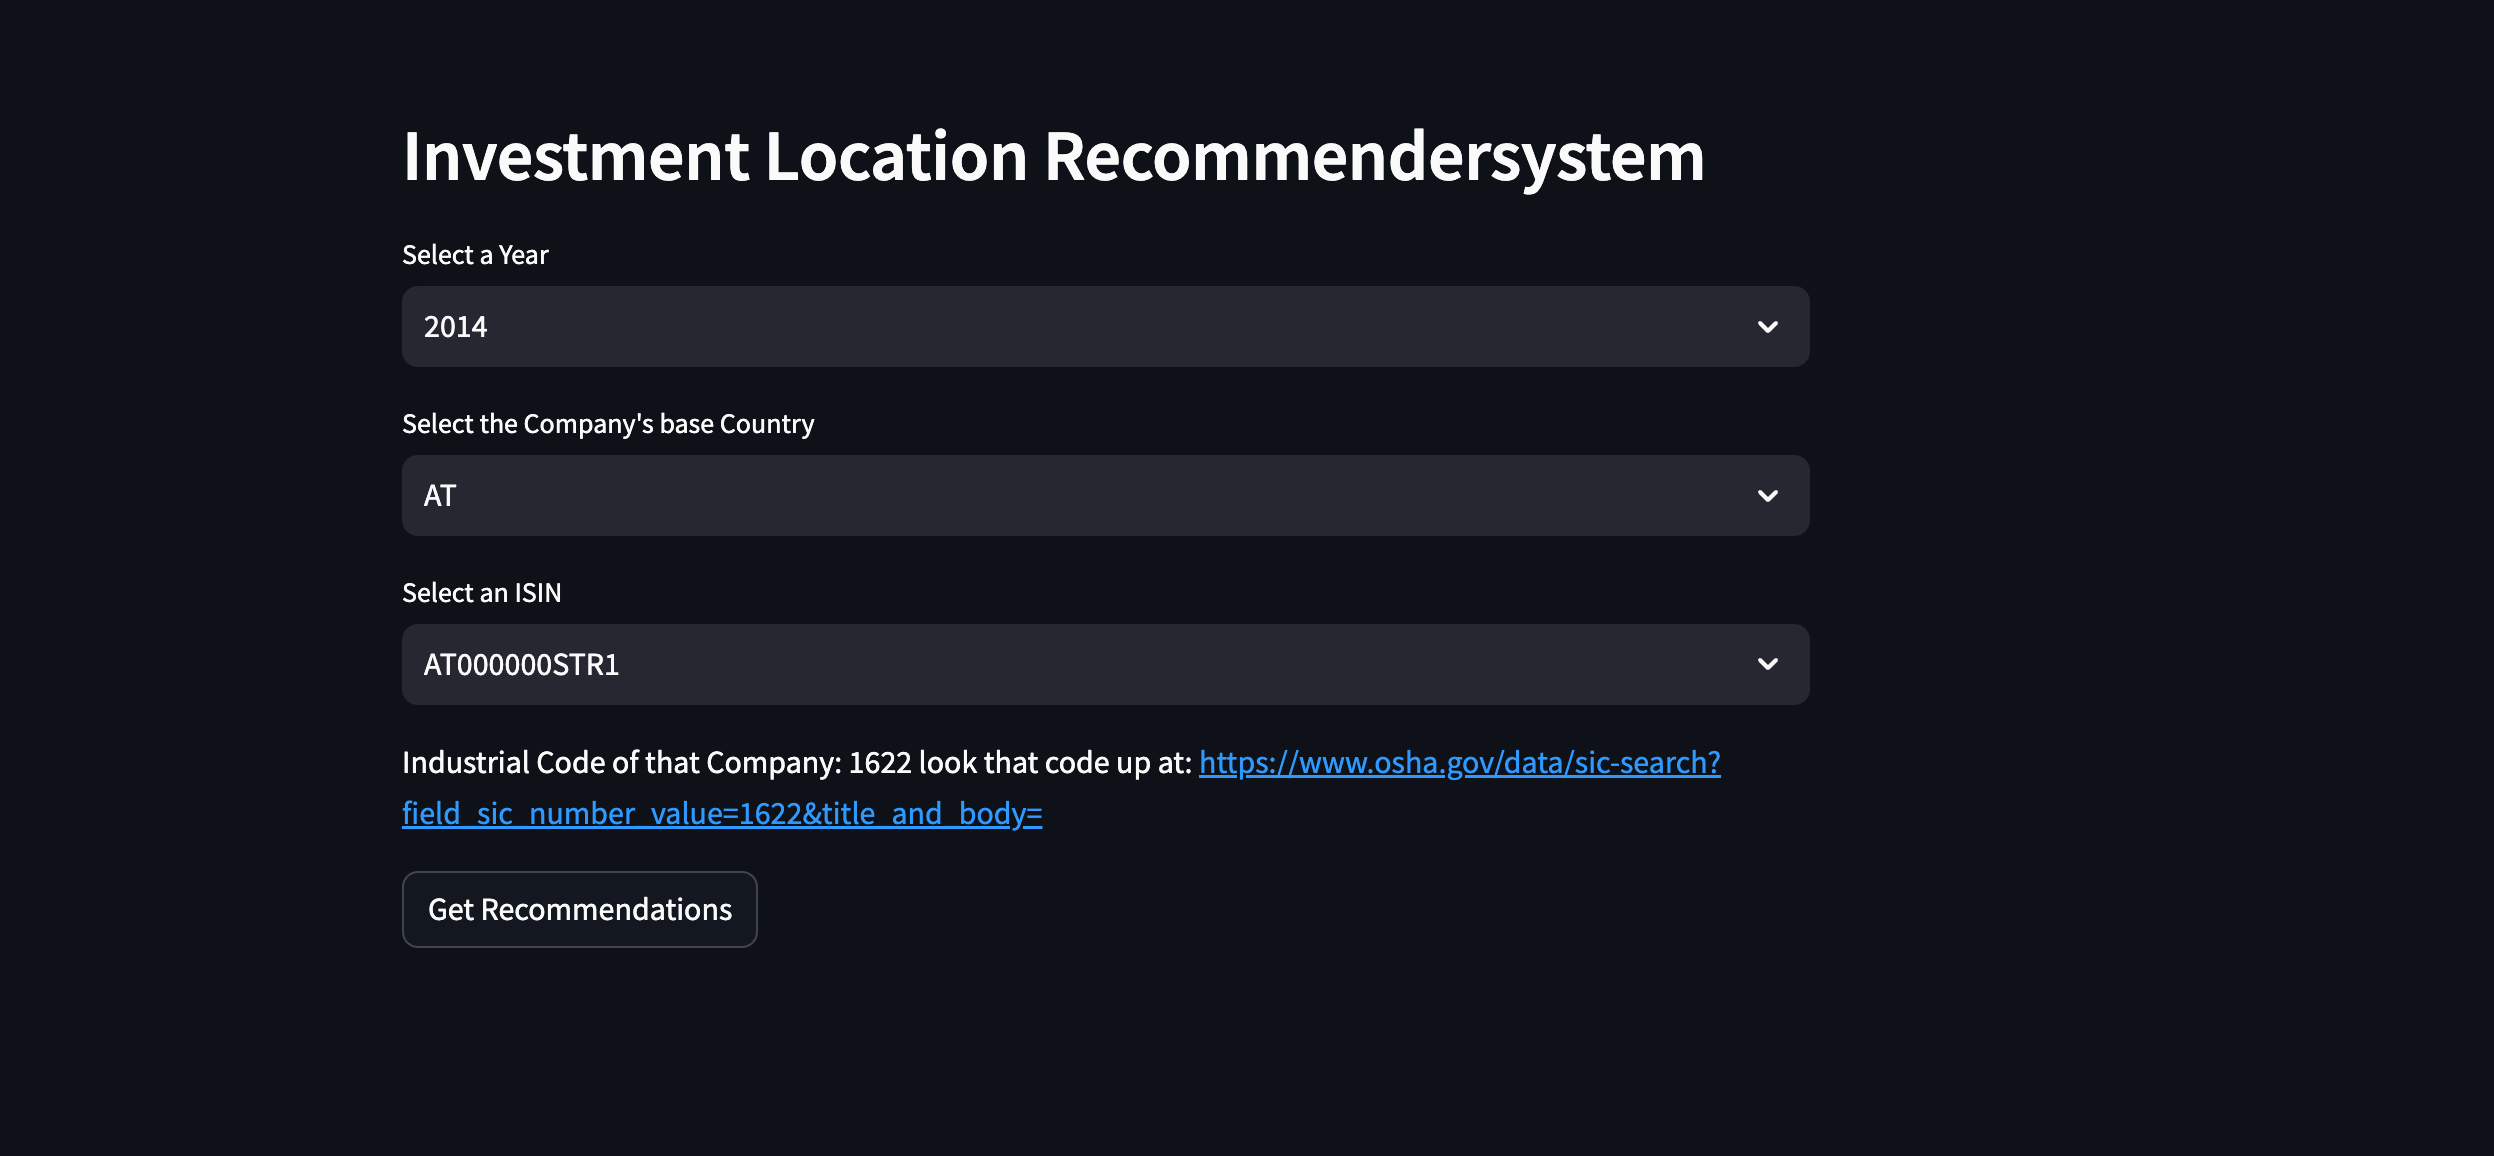 Investment Location Recommendersystem
Select a Year
2014
Select the Company's base Country
AT
Select an ISIN
AT000000STR1
Industrial Code of that Company: 1622 look that code up at: https://www.osha.gov/data/sic-search?
field_sic_number_value=1622&title_and_body=
Get Recommendations